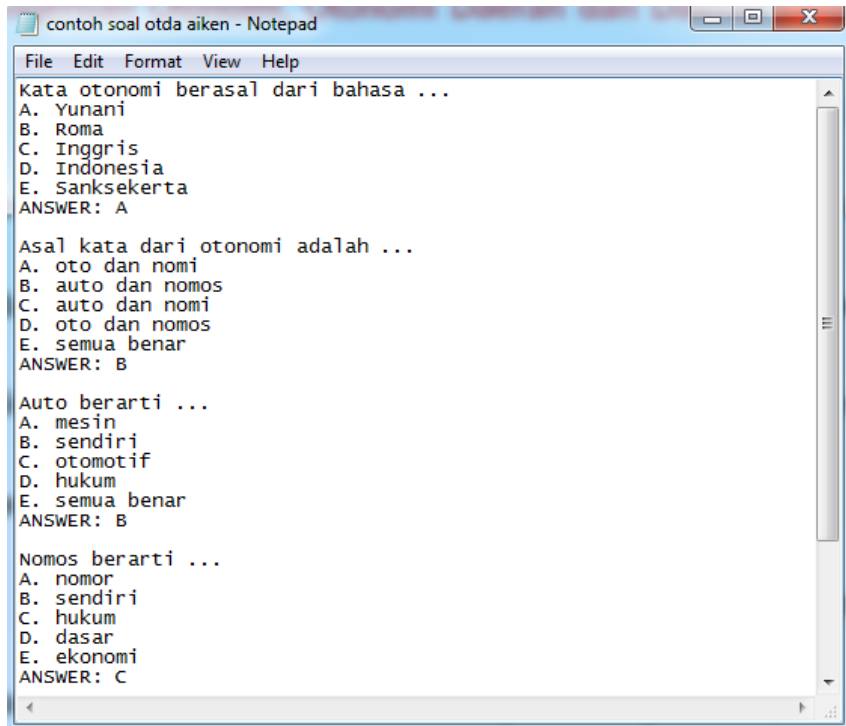 contoh soal otda aiken - Notepad
File Edit Format View Help
Kata otonomi berasal dari bahasa ...
A. Yunani
B. Roma
C. Inggris
D. Indonesia
E. Sanksekerta
ANSWER: A
Asal kata dari otonomi adalah ...
A. oto dan nomi
B. auto dan nomos
C. auto dan nomi
D. oto dan nomos
E. semua benar
ANSWER: B
Auto berarti ...
A. mesin
B. sendiri
C. otomotif
D. hukum
E. semua benar
ANSWER: B
Nomos berarti ...
A. nomor
B. sendiri
C. hukum
D. dasar
E. ekonomi
ANSWER: C